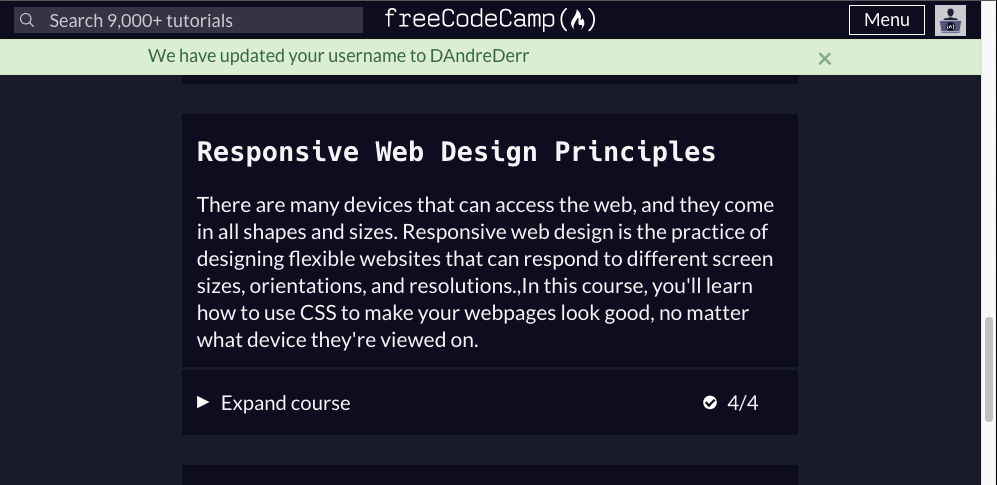 Search 9,000+ tutorials
freeCodeCamp(🔥)
Menu
We have updated your username to DAndreDerr
×
Responsive Web Design Principles
There are many devices that can access the web, and they come
in all shapes and sizes. Responsive web design is the practice of
designing flexible websites that can respond to different screen
sizes, orientations, and resolutions.,In this course, you'll learn
how to use CSS to make your webpages look good, no matter
what device they're viewed on.
Expand course
4/4